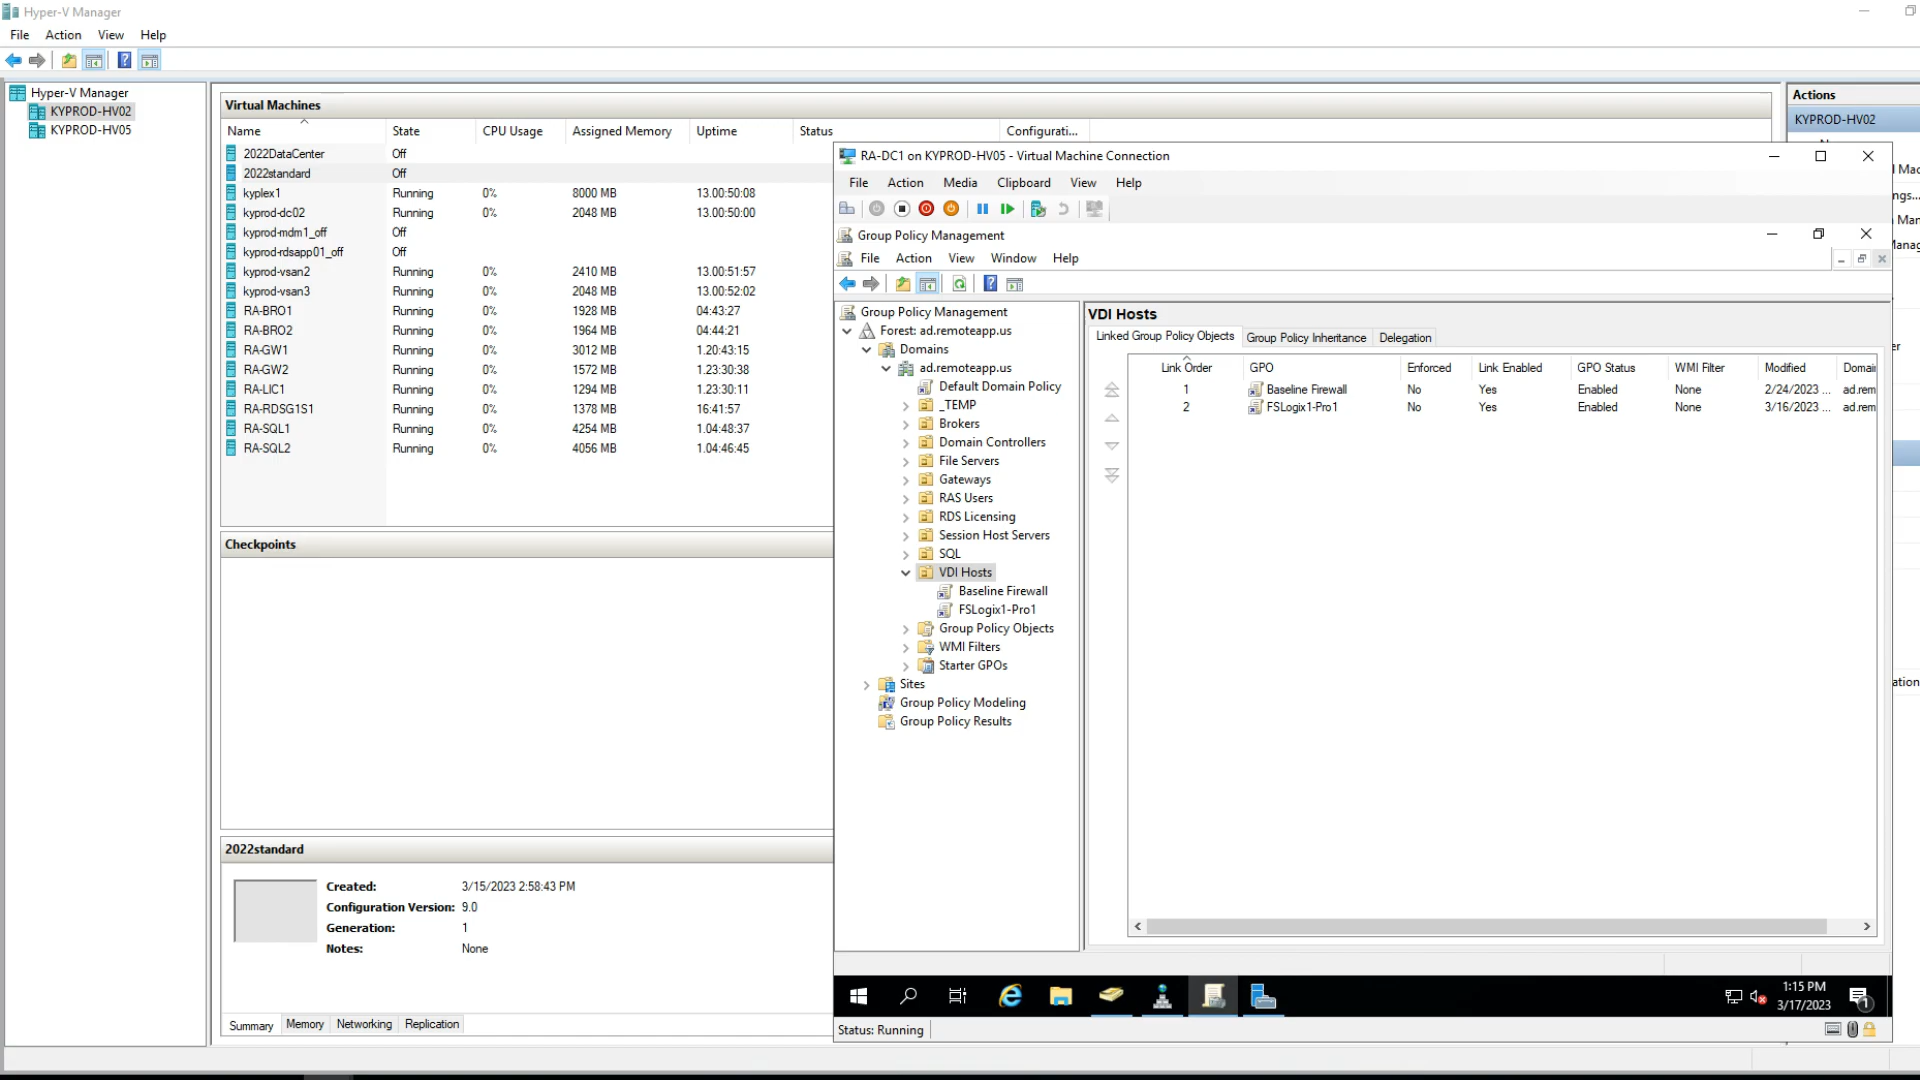 Hyper-V Manager
File Action View Help
Hyper-V Manager
KYPROD-HV02
KYPROD-HV05
Virtual Machines
Name State CPU Usage Assigned Memory Uptime Status Configurati...
2022DataCenter Off
2022standard Off
kyplex1 Running 0% 8000 MB 13.00:50:08
kyprod-dc02 Running 0% 2048 MB 13.00:50:00
kyprod-mdm1_off Off
kyprod-rdsapp01_off Off
kyprod-vsan2 Running 0% 2410 MB 13.00:51:57
kyprod-vsan3 Running 0% 2048 MB 13.00:52:02
RA-BRO1 Running 0% 1928 MB 04:43:27
RA-BRO2 Running 0% 1964 MB 04:44:21
RA-GW1 Running 0% 3012 MB 1.20:43:15
RA-GW2 Running 0% 1572 MB 1.23:30:38
RA-LIC1 Running 0% 1294 MB 1.23:30:11
RA-RDSG1S1 Running 0% 1378 MB 16:41:57
RA-SQL1 Running 0% 4254 MB 1.04:48:37
RA-SQL2 Running 0% 4056 MB 1.04:46:45
Checkpoints
2022standard
Created: 3/15/2023 2:58:43 PM
Configuration Version: 9.0
Generation: 1
Notes: None
Summary Memory Networking Replication
Actions
KYPROD-HV02
RA-DC1 on KYPROD-HV05 - Virtual Machine Connection
File Action Media Clipboard View Help
Group Policy Management
File Action View Window Help
Group Policy Management
Forest: ad.remoteapp.us
Domains
ad.remoteapp.us
Default Domain Policy
_TEMP
Brokers
Domain Controllers
File Servers
Gateways
RAS Users
RDS Licensing
Session Host Servers
SQL
VDI Hosts
Baseline Firewall
FSLogix1-Pro1
Group Policy Objects
WMI Filters
Starter GPOs
Sites
Group Policy Modeling
Group Policy Results
VDI Hosts
Linked Group Policy Objects Group Policy Inheritance Delegation
Link Order GPO Enforced Link Enabled GPO Status WMI Filter Modified Domai
1 Baseline Firewall No Yes Enabled None 2/24/2023 ... ad.rem
2 FSLogix1-Pro1 No Yes Enabled None 3/16/2023 ... ad.rem
1:15 PM
3/17/2023
1
Status: Running